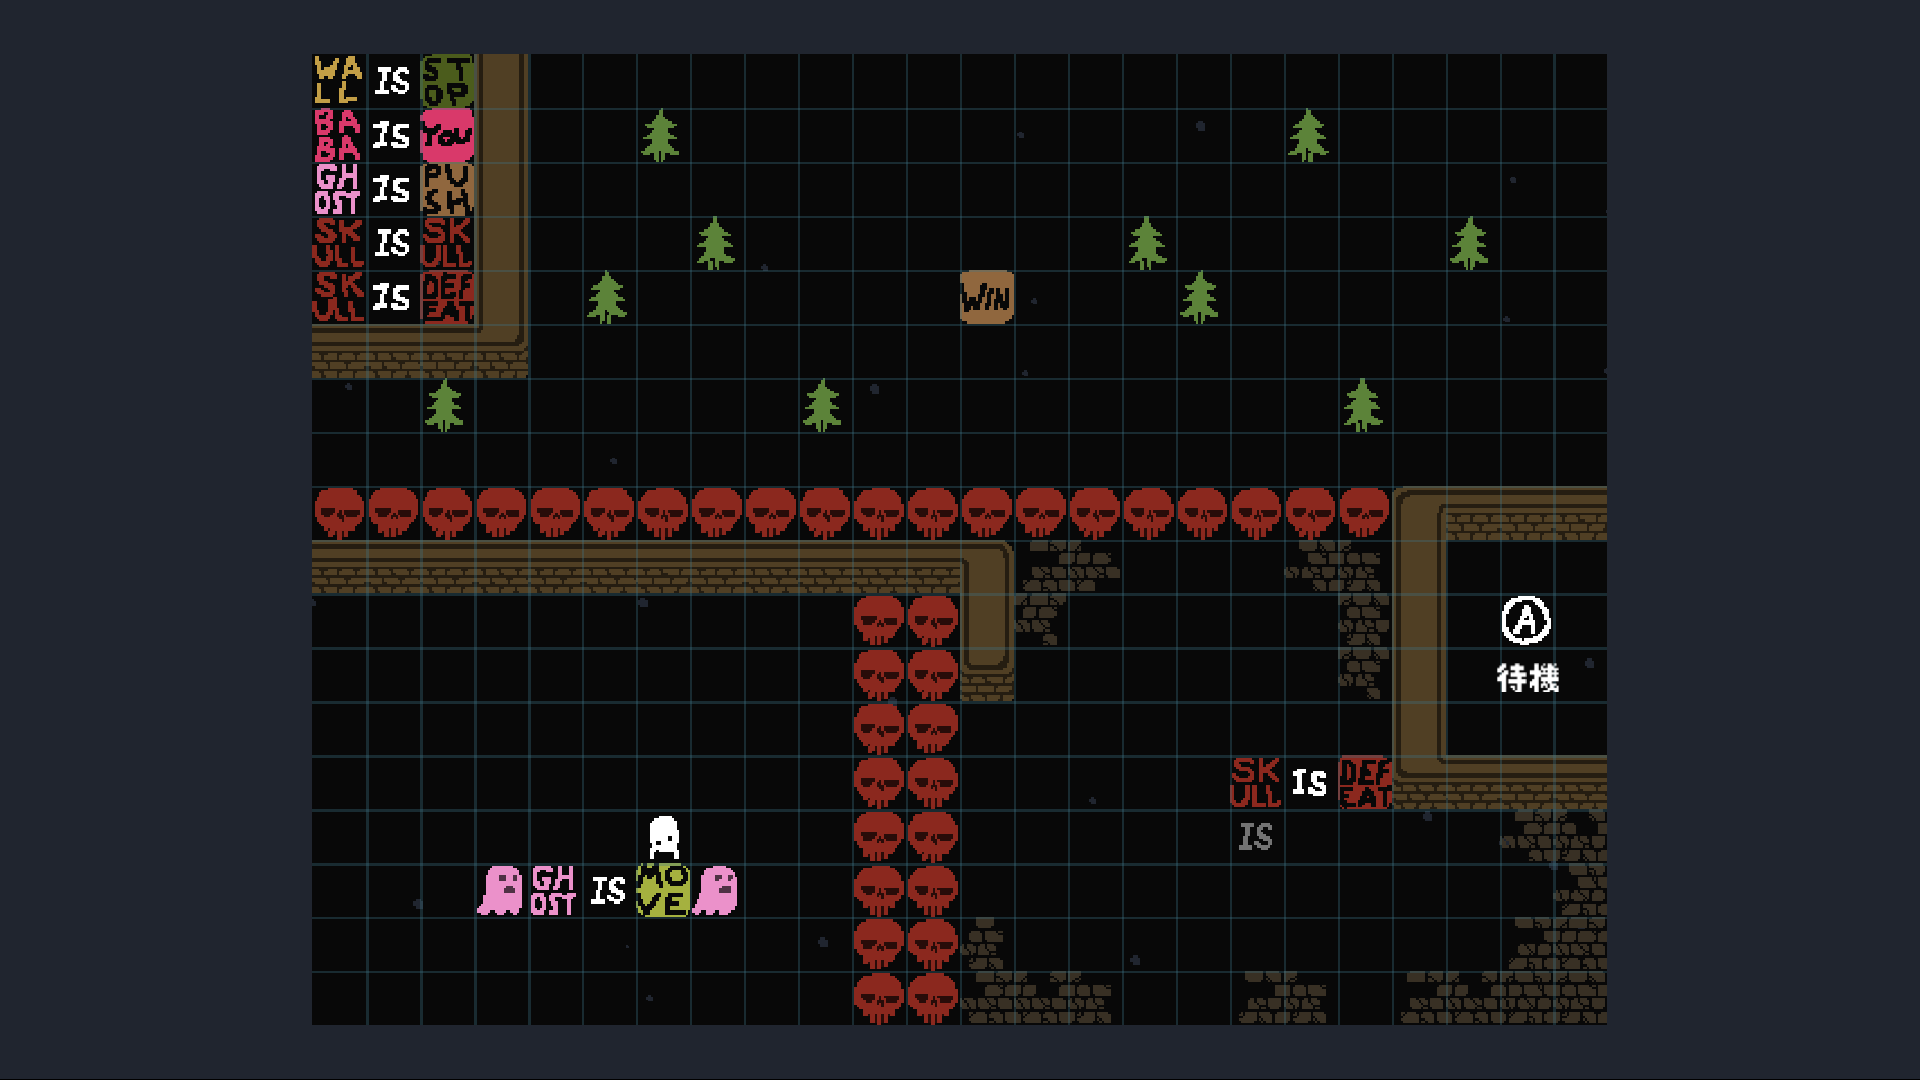 WALL IS STOP
BABA IS YOU
GHOST IS PUSH
SKULL IS SKULL
SKULL IS DEFEAT
WIN
A
待機
SKULL IS DEFEAT
IS
GHOST IS MOVE